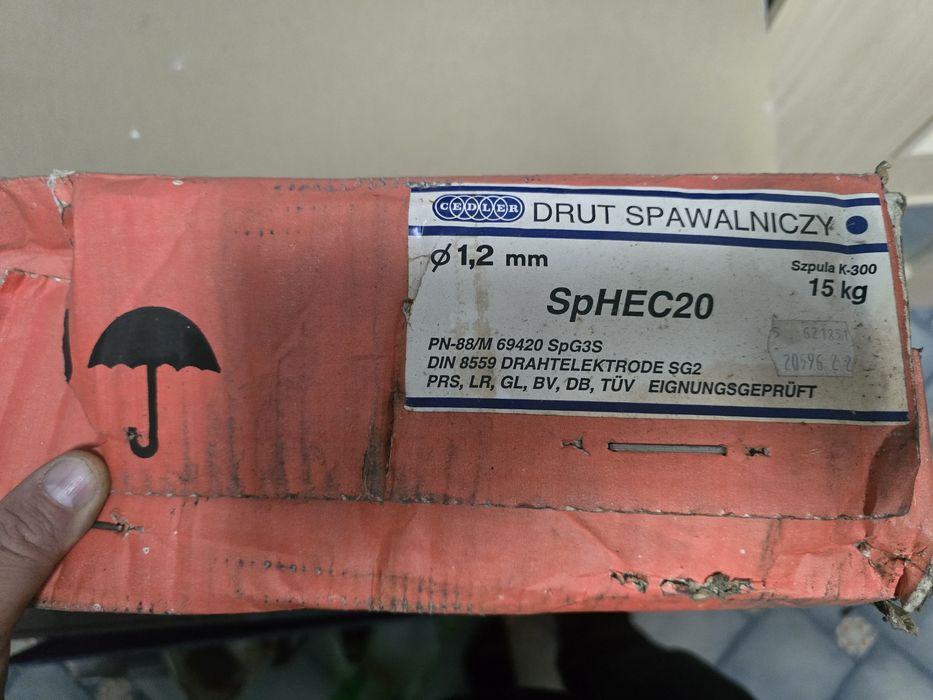 CEDLER DRUT SPAWALNICZY
ϕ 1,2 mm
Szpula K-300
15 kg
SpHEC20
PN-88/M 69420 SpG3S
DIN 8559 DRAHTELEKTRODE SG2
PRS, LR, GL, BV, DB, TÜV EIGNUNGSGEPRÜFT